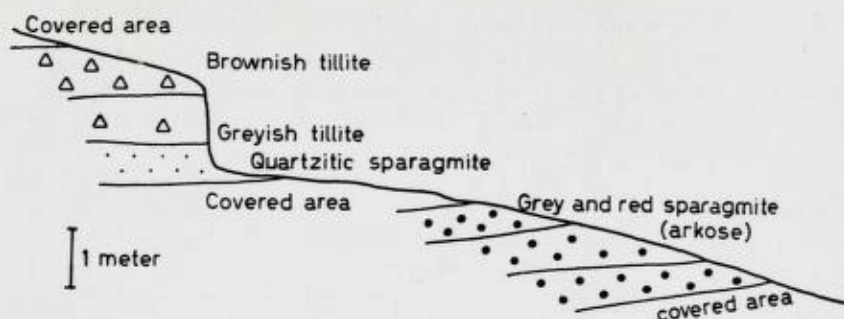 Covered area
Brownish tillite
Greyish tillite
Quartzitic sparagmite
Covered area
Grey and red sparagmite
(arkose)
1 meter
covered area